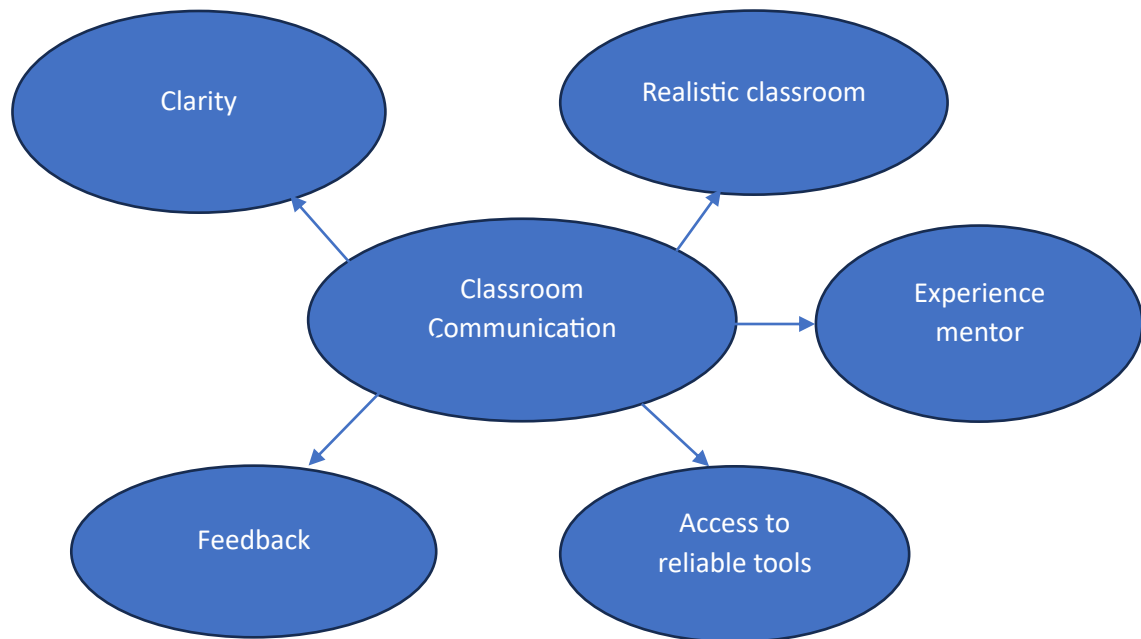 Clarity
Realistic classroom
Classroom
Communication
Experience
mentor
Feedback
Access to
reliable tools